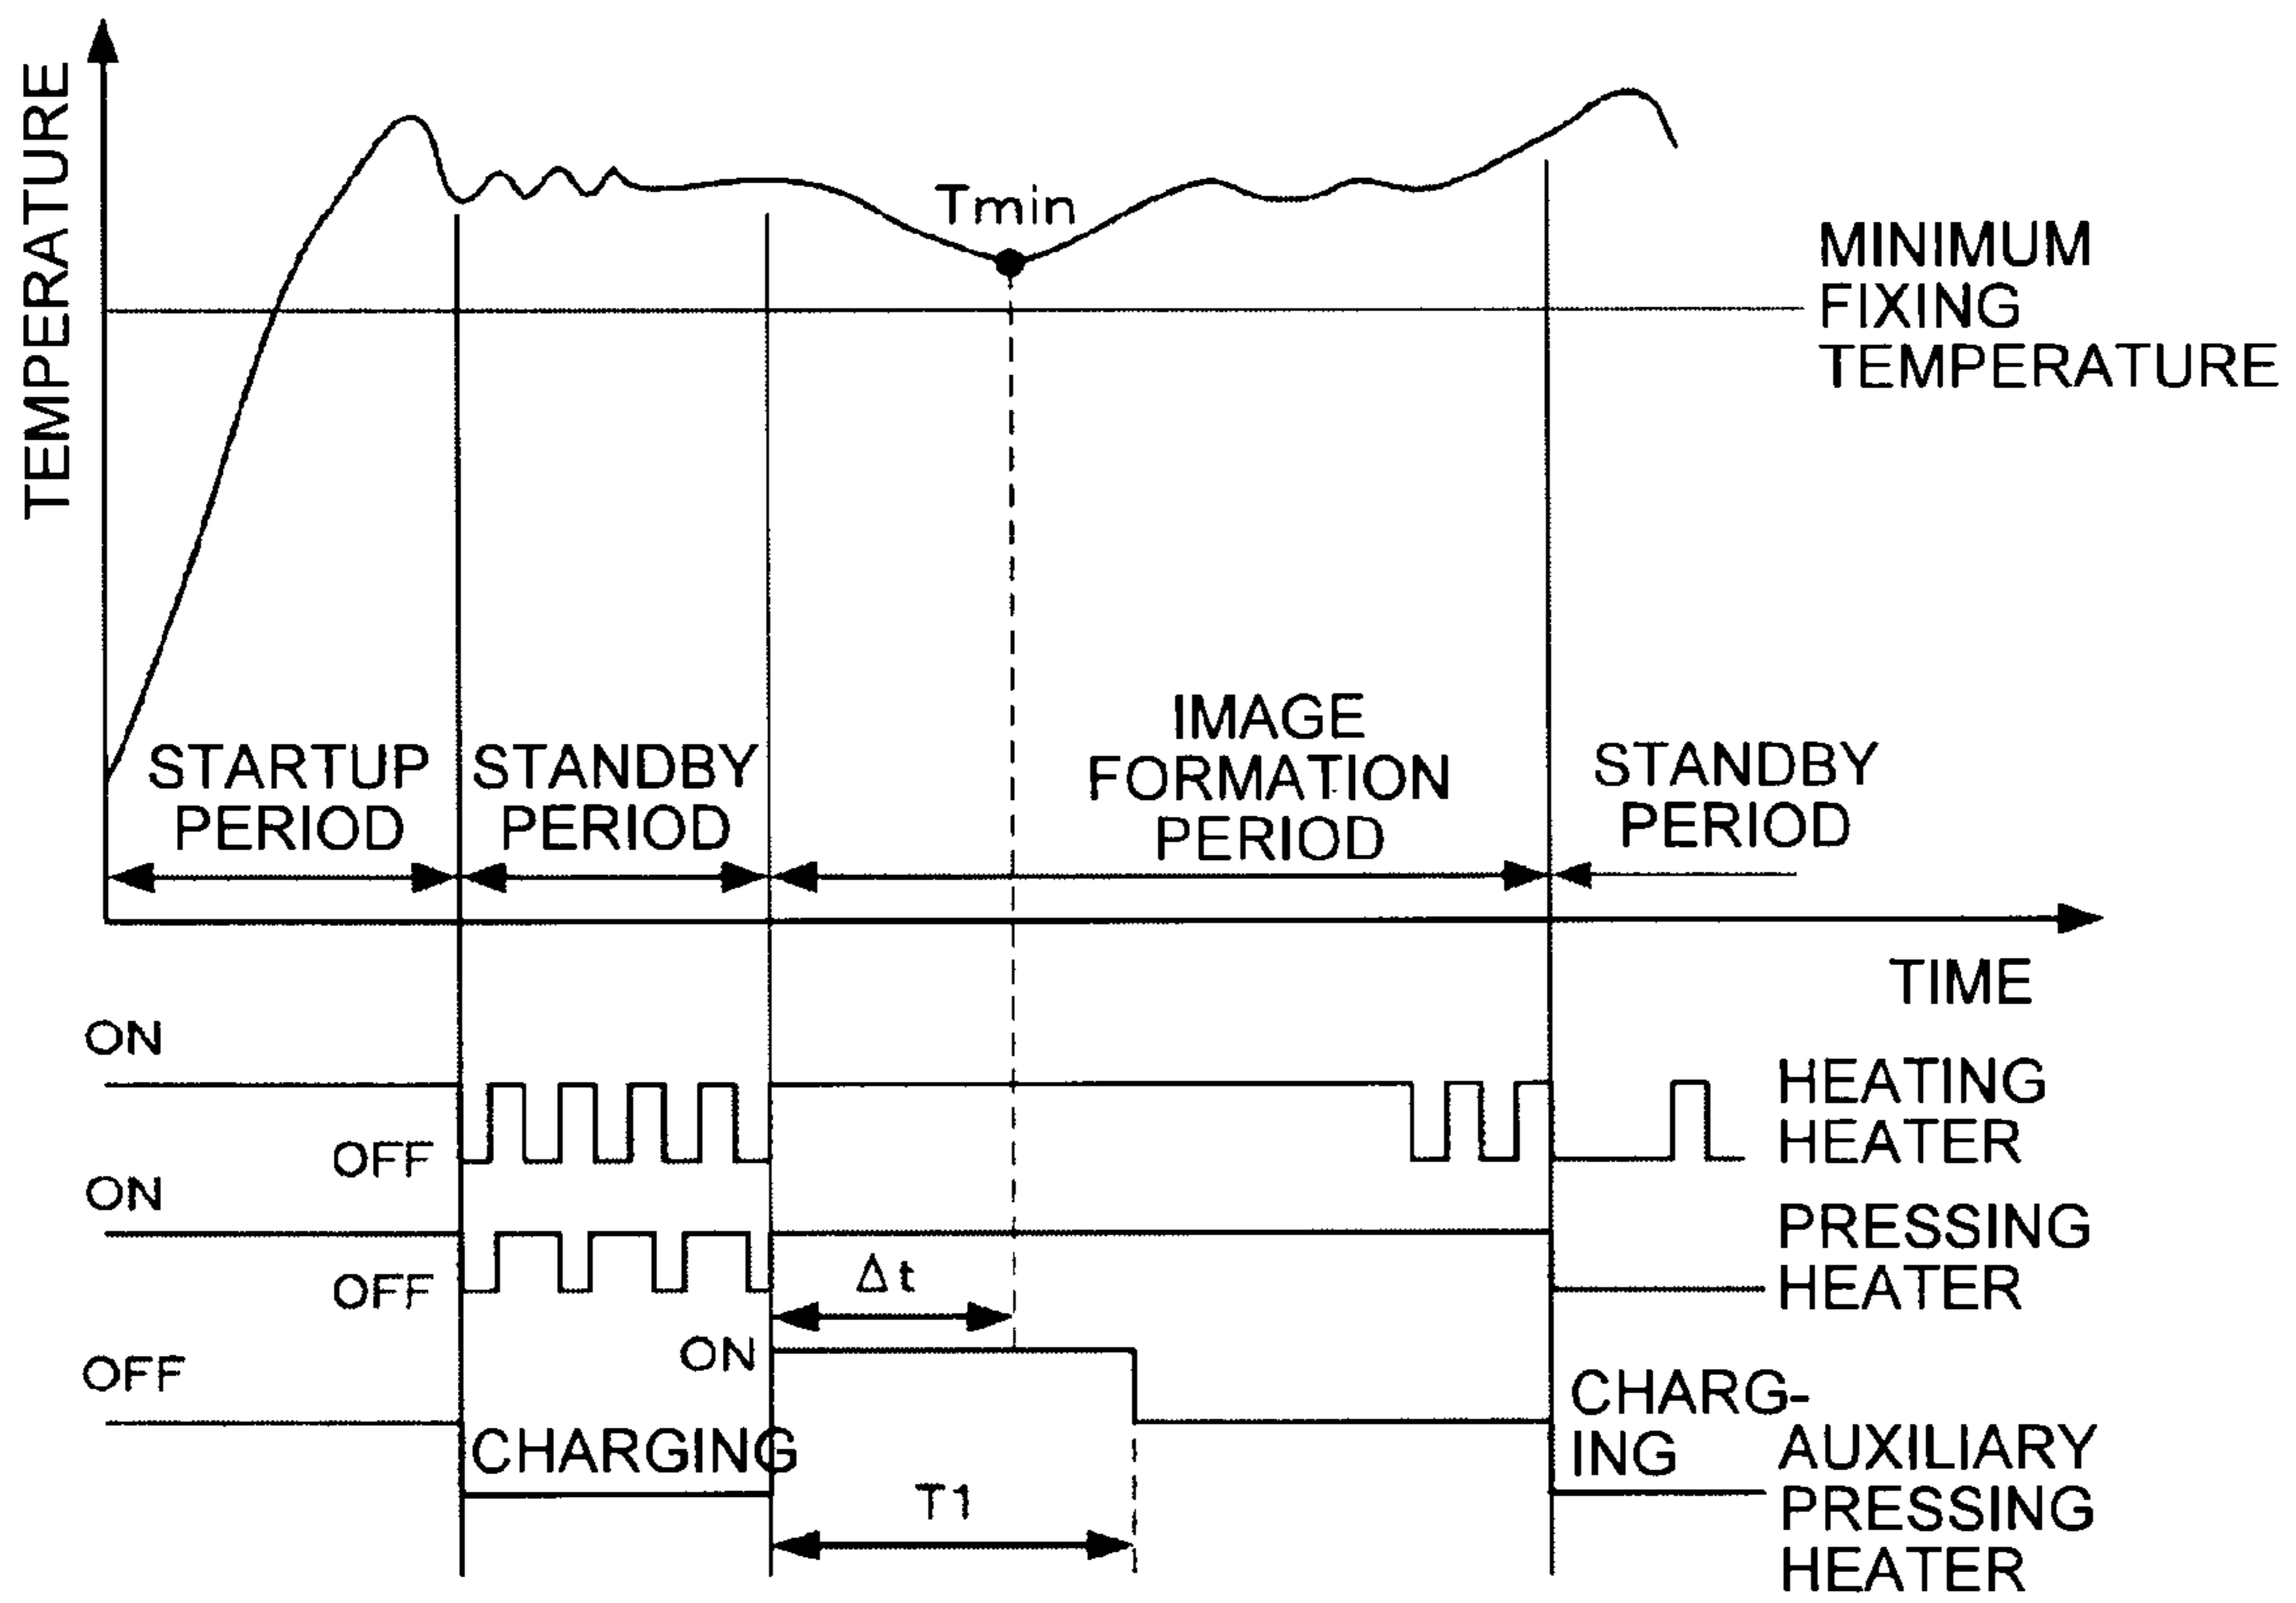 TEMPERATURE
Tmin
MINIMUM
FIXING
TEMPERATURE
STARTUP
PERIOD
STANDBY
PERIOD
IMAGE
FORMATION
PERIOD
STANDBY
PERIOD
TIME
ON
OFF
HEATING
HEATER
ON
OFF
PRESSING
HEATER
Δt
ON
OFF
CHARGING
CHARG-
ING
T1
AUXILIARY
PRESSING
HEATER